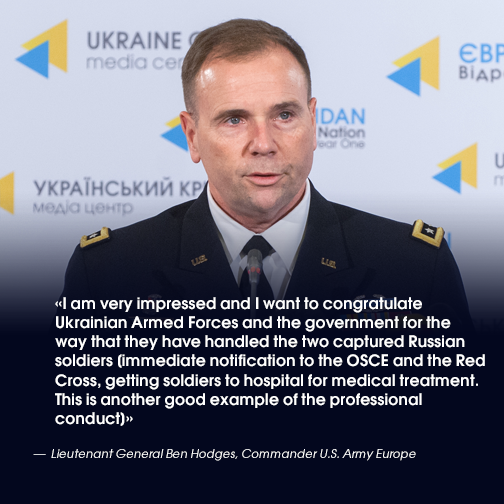 UKRAINE C
media cen
ЄВР
Відр
IDAN
Nation
ear One
УКРАЇНСЬКИЙ КР
медіа центр
U
me
U.S.
U.S.
«I am very impressed and I want to congratulate
Ukrainian Armed Forces and the government for the
way that they have handled the two captured Russian
soldiers (immediate notification to the OSCE and the Red
Cross, getting soldiers to hospital for medical treatment.
This is another good example of the professional
conduct)»
— Lieutenant General Ben Hodges, Commander U.S. Army Europe